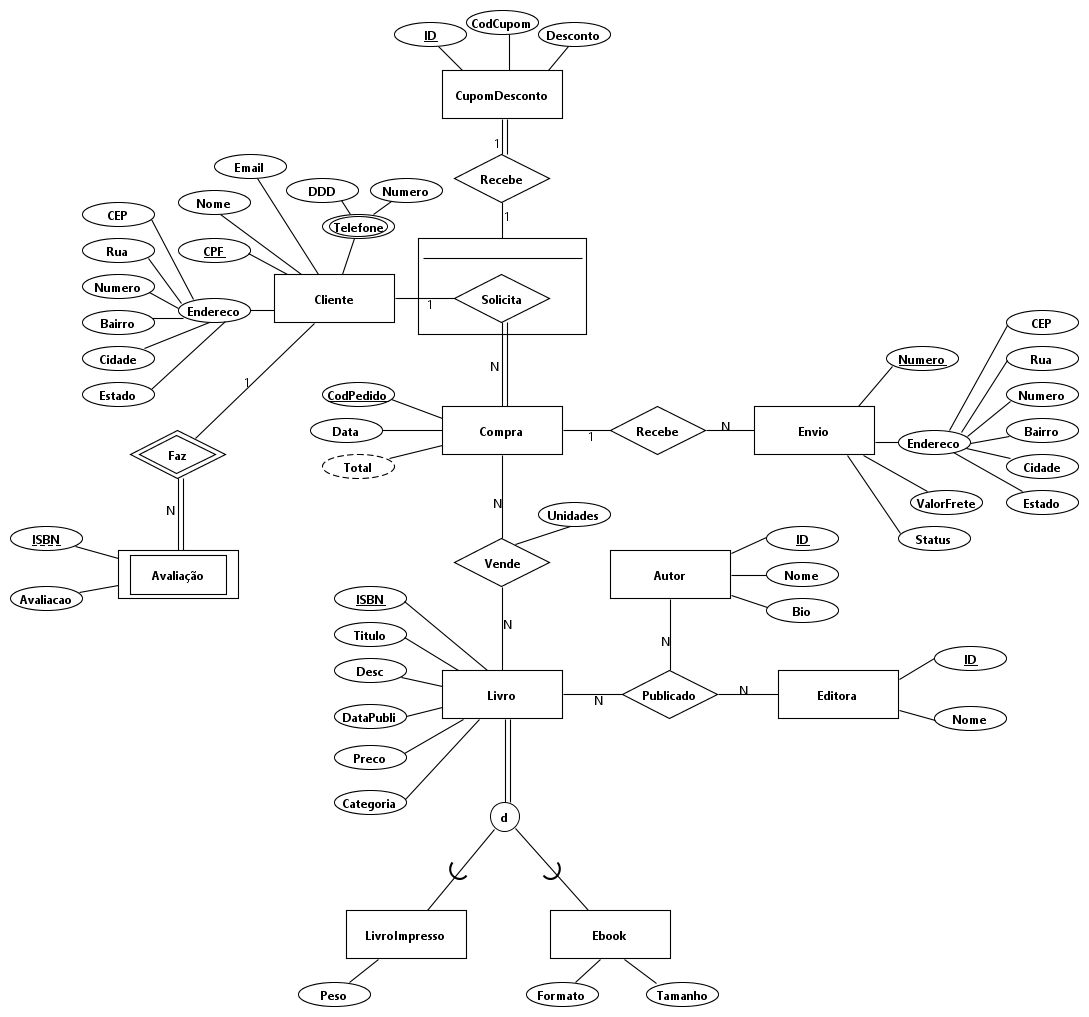 CodCupom
ID
Desconto
CupomDesconto
1
Recebe
1
Email
DDD
Numero
Nome
CEP
Telefone
Rua
CPF
Numero
Endereco
Cliente
1
Solicita
Bairro
Cidade
Estado
1
N
CEP
Numero
Rua
Numero
CodPedido
Data
Compra
1
Recebe
N
Envio
Endereco
Bairro
Total
Cidade
Faz
ValorFrete
Estado
N
N
Unidades
Status
ISBN
Vende
Autor
ID
Avaliação
Nome
Avaliacao
ISBN
Bio
N
Titulo
N
ID
Desc
Livro
N
Publicado
N
Editora
DataPubli
Nome
Preco
Categoria
d
LivroImpresso
Ebook
Peso
Formato
Tamanho